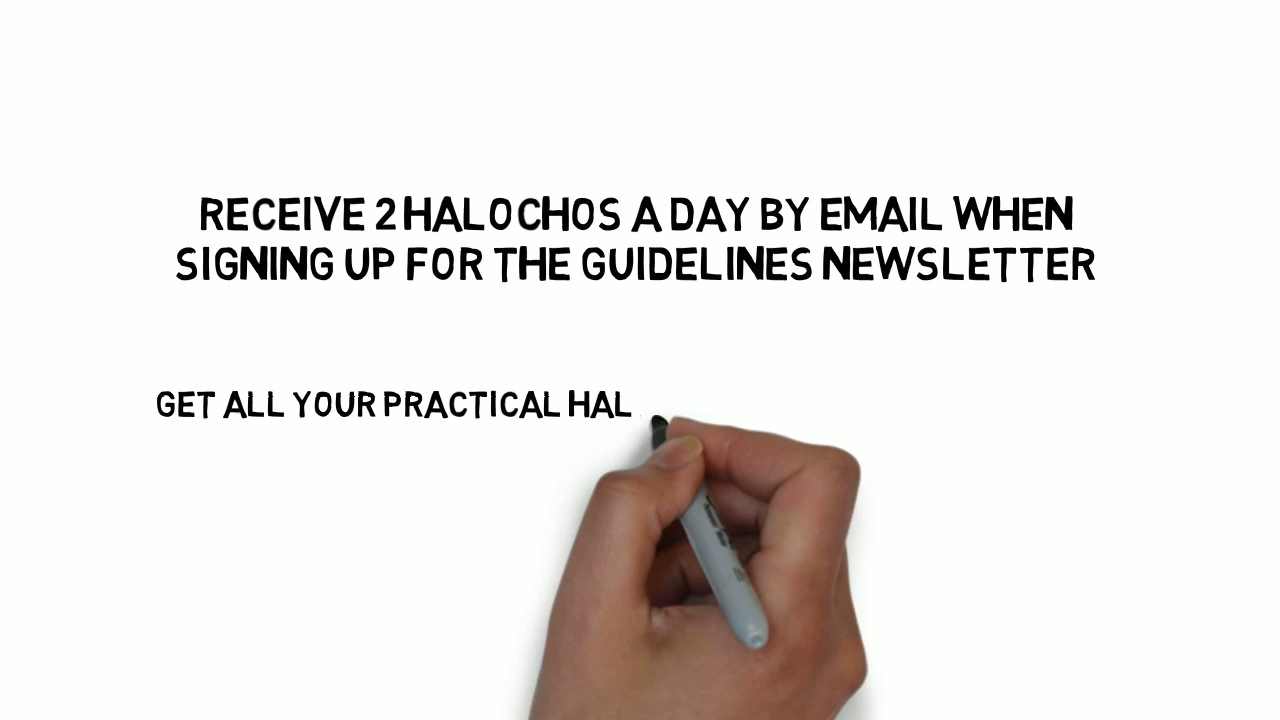 RECEIVE 2 HALOCHOS A DAY BY EMAIL WHEN
SIGNING UP FOR THE GUIDELINES NEWSLETTER
GET ALL YOUR PRACTICAL HAL